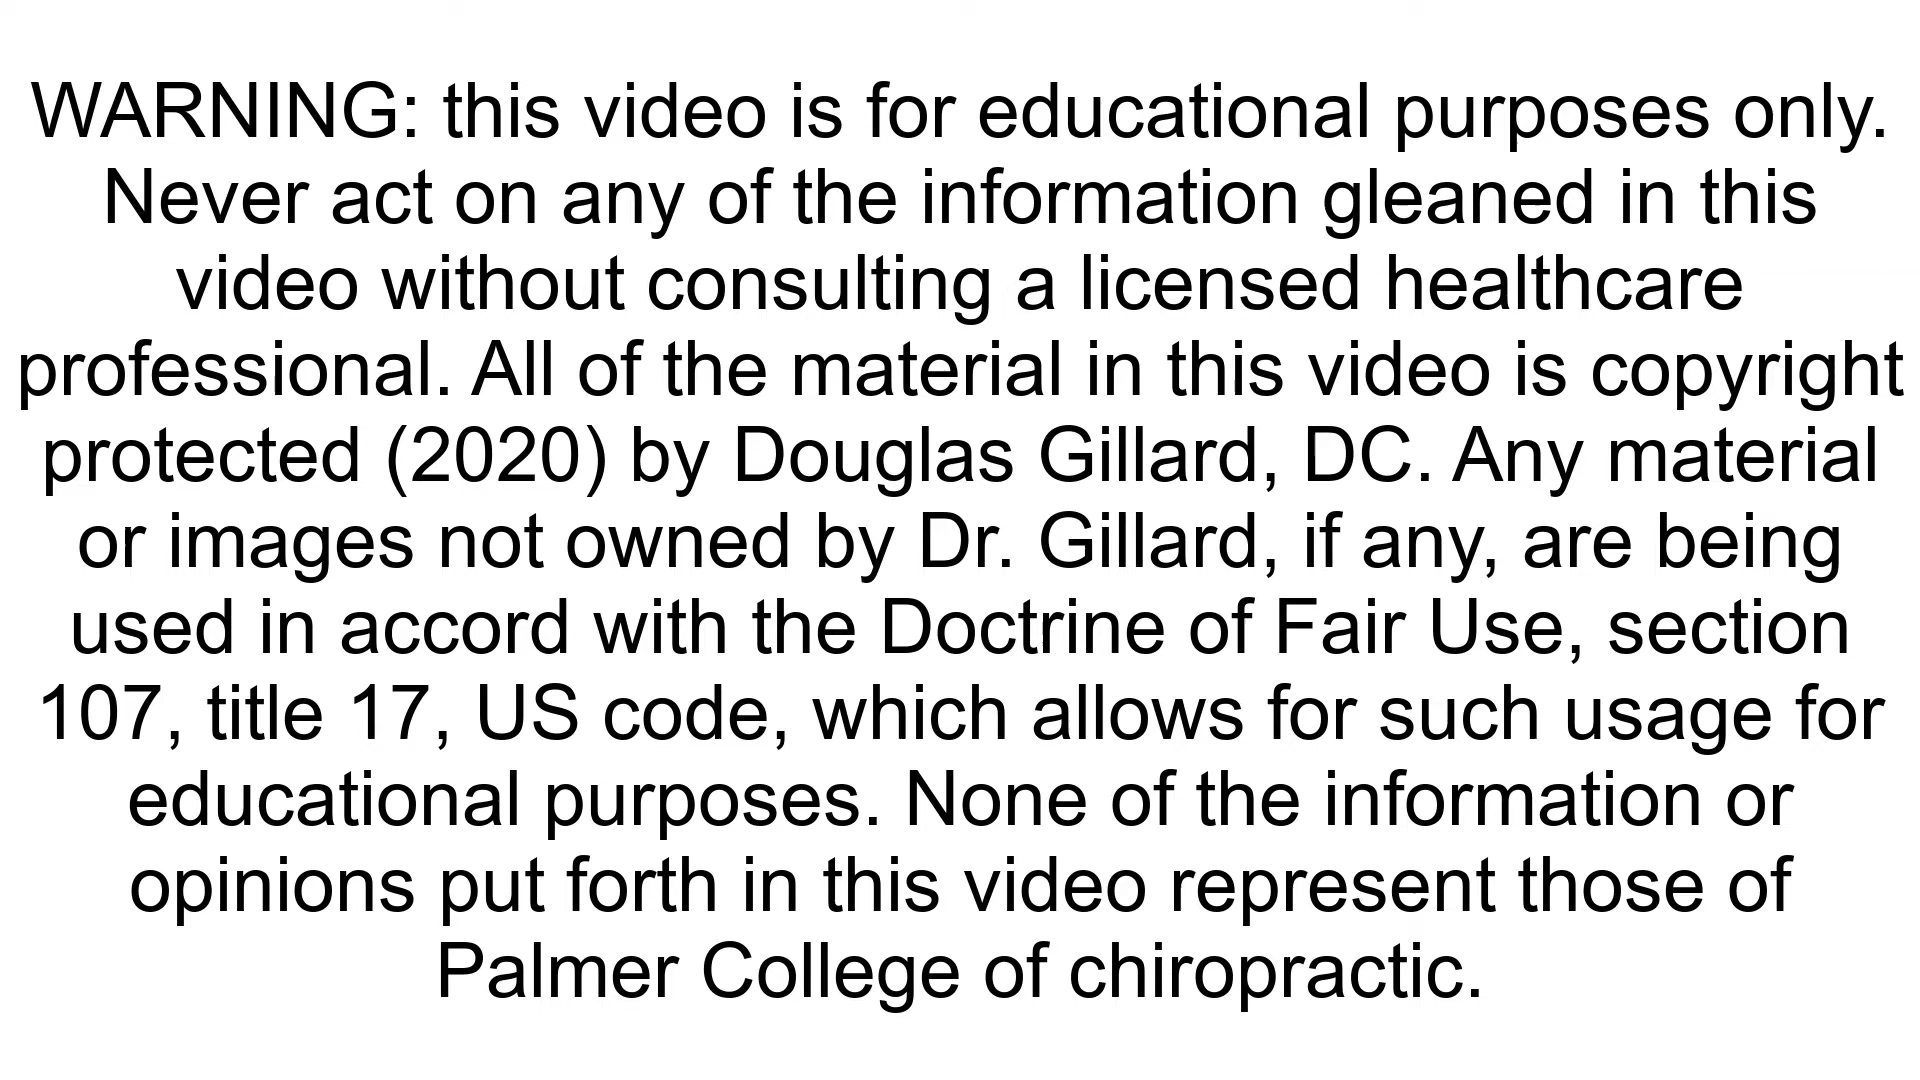 WARNING: this video is for educational purposes only.
Never act on any of the information gleaned in this
video without consulting a licensed healthcare
professional. All of the material in this video is copyright
protected (2020) by Douglas Gillard, DC. Any material
or images not owned by Dr. Gillard, if any, are being
used in accord with the Doctrine of Fair Use, section
107, title 17, US code, which allows for such usage for
educational purposes. None of the information or
opinions put forth in this video represent those of
Palmer College of chiropractic.